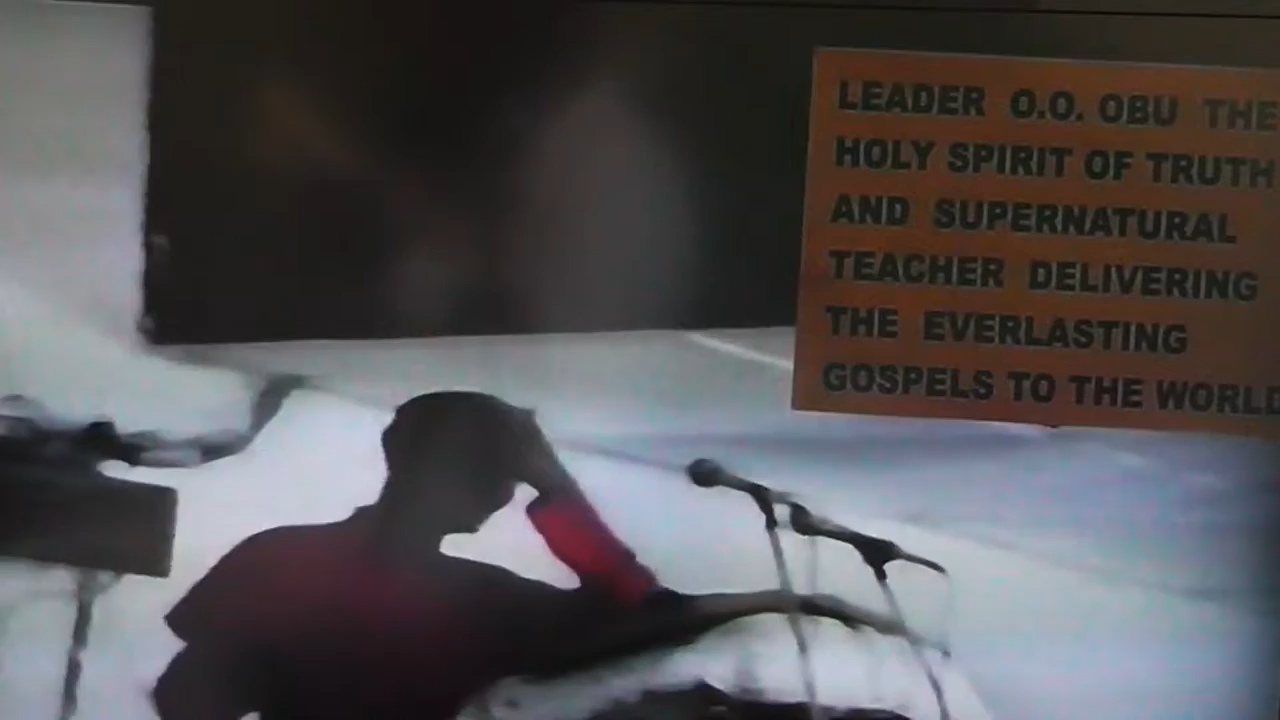 LEADER O.O. OBU THE
HOLY SPIRIT OF TRUTH
AND SUPERNATURAL
TEACHER DELIVERING
THE EVERLASTING
GOSPELS TO THE WORLD